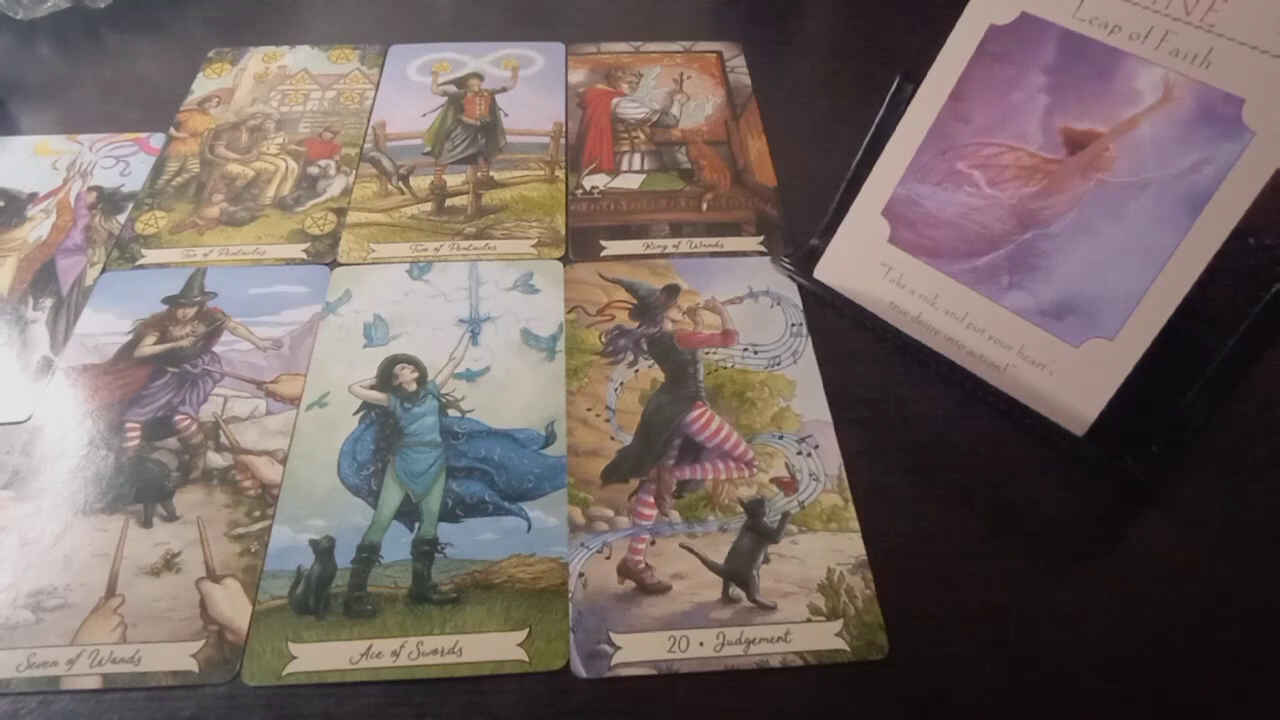 Leap of Faith
"Take a risk, and put your heart's
true desire into action!"
Ten of Pentacles
Two of Pentacles
King of Wands
Seven of Wands
Ace of Swords
20 • Judgement